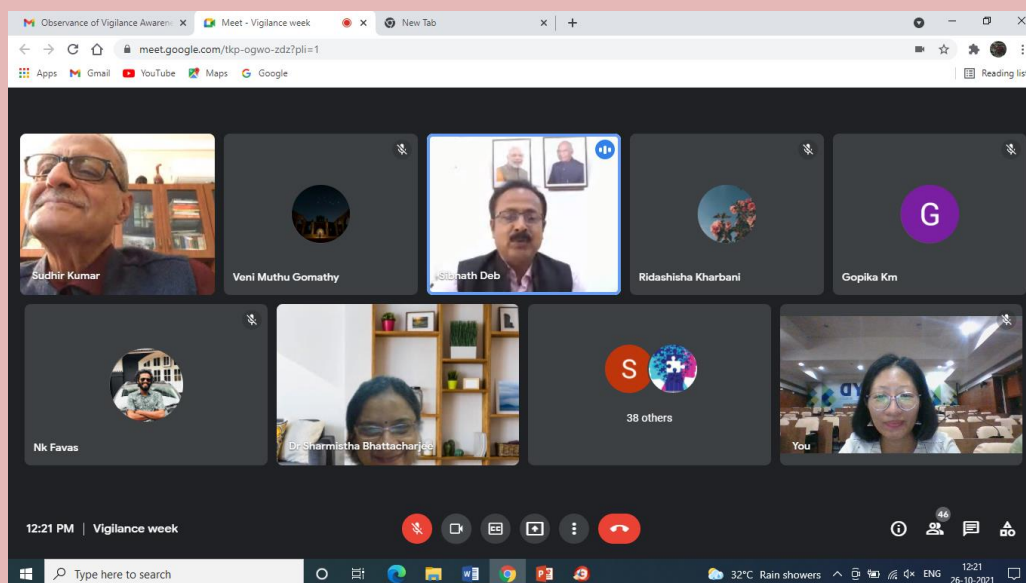 Observance of Vigilance Awaren
Meet - Vigilance week
New Tab
meet.google.com/tkp-ogwo-zdz?pli=1
Apps
Gmail
YouTube
Maps
Google
Reading list
Sudhir Kumar
Veni Muthu Gomathy
Sibnath Deb
Ridashisha Kharbani
G
Gopika Km
Nk Favas
Dr Sharmistha Bhattacharjee
S
38 others
You
12:21 PM | Vigilance week
46
Type here to search
32°C Rain showers
ENG
12:21
26-10-2021